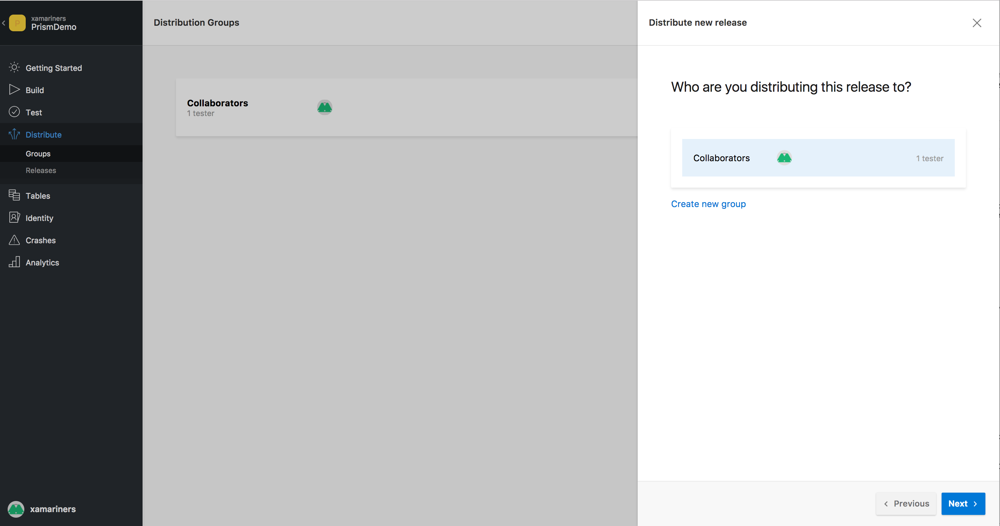 P
xamariners
PrismDemo
Getting Started
Build
Test
Distribute
Groups
Releases
Tables
Identity
Crashes
Analytics
xamariners
Distribution Groups
Collaborators
1 tester
Distribute new release
Who are you distributing this release to?
Collaborators 1 tester
Create new group
Previous
Next